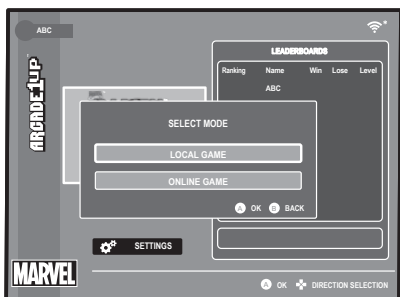 ABC
ARCADE1UP
LEADERBOARDS
Ranking Name Win Lose Level
ABC
SELECT MODE
LOCAL GAME
ONLINE GAME
A OK B BACK
SETTINGS
MARVEL
A OK DIRECTION SELECTION